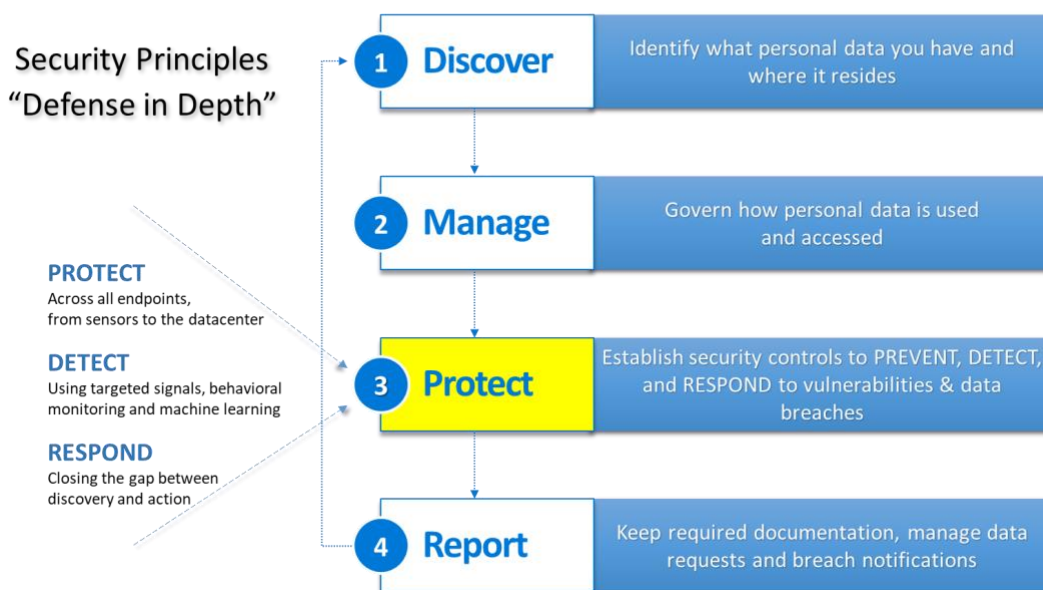 Security Principles
“Defense in Depth”
1
Discover
Identify what personal data you have and
where it resides
2
Manage
Govern how personal data is used
and accessed
PROTECT
Across all endpoints,
from sensors to the datacenter
DETECT
Using targeted signals, behavioral
monitoring and machine learning
RESPOND
Closing the gap between
discovery and action
3
Protect
Establish security controls to PREVENT, DETECT,
and RESPOND to vulnerabilities & data
breaches
4
Report
Keep required documentation, manage data
requests and breach notifications